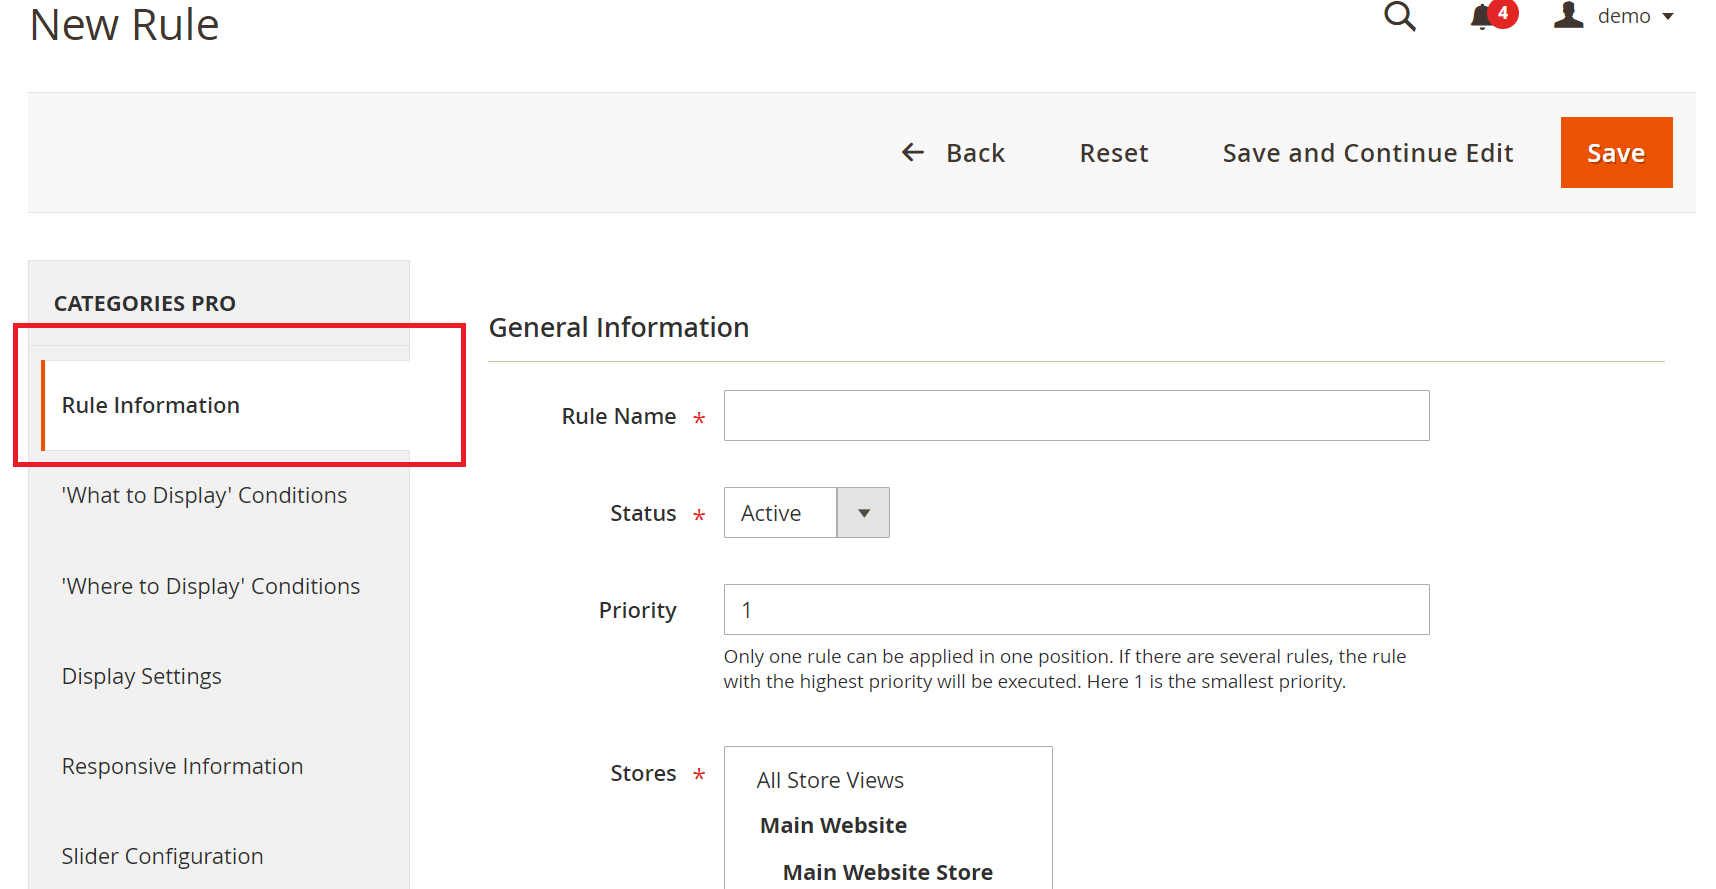 New Rule
4
demo
Back
Reset
Save and Continue Edit
Save
CATEGORIES PRO
Rule Information
'What to Display' Conditions
'Where to Display' Conditions
Display Settings
Responsive Information
Slider Configuration
General Information
Rule Name *
Status *
Active
Priority
1
Only one rule can be applied in one position. If there are several rules, the rule
with the highest priority will be executed. Here 1 is the smallest priority.
Stores *
All Store Views
Main Website
Main Website Store